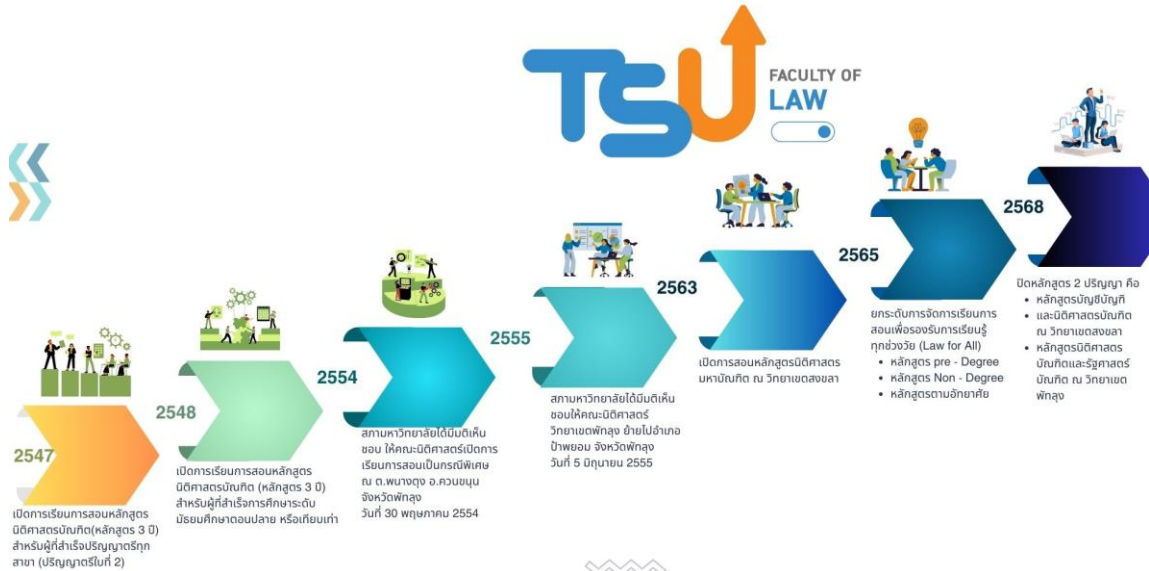 TSU
FACULTY OF
LAW
2547
เปิดการเรียนการสอนหลักสูตร
นิติศาสตรบัณฑิต(หลักสูตร 3 ปี)
สำหรับผู้ที่สำเร็จปริญญาตรีทุก
สาขา (ปริญญาตรีใบที่ 2)
2548
เปิดการเรียนการสอนหลักสูตร
นิติศาสตรบัณฑิต (หลักสูตร 3 ปี)
สำหรับผู้ที่สำเร็จการศึกษาระดับ
มัธยมศึกษาตอนปลาย หรือเทียบเท่า
2554
สภามหาวิทยาลัยได้มีมติเห็น
ชอบ ให้คณะนิติศาสตร์เปิดการ
เรียนการสอนเป็นกรณีพิเศษ
ณ ต.พนางตุง อ.ควนขนุน
จังหวัดพัทลุง
วันที่ 30 พฤษภาคม 2554
2555
สภามหาวิทยาลัยได้มีมติเห็น
ชอบให้คณะนิติศาสตร์
วิทยาเขตพัทลุง ย้ายไปอำเภอ
ป่าพยอม จังหวัดพัทลุง
วันที่ 5 มิถุนายน 2555
2563
เปิดการสอนหลักสูตรนิติศาสตร
มหาบัณฑิต ณ วิทยาเขตสงขลา
2565
ยกระดับการจัดการเรียนการ
สอนเพื่อรองรับการเรียนรู้
ทุกช่วงวัย (Law for All)
• หลักสูตร pre - Degree
• หลักสูตร Non - Degree
• หลักสูตรตามอัทยาศัย
2568
ปิดหลักสูตร 2 ปริญญา คือ
• หลักสูตรบัญชีบัญฑิ
• และนิติศาสตรบัณฑิต
ณ วิทยาเขตสงขลา
• หลักสูตรนิติศาสตร
บัณฑิตและรัฐศาสตร์
บัณฑิต ณ วิทยาเขต
พัทลุง